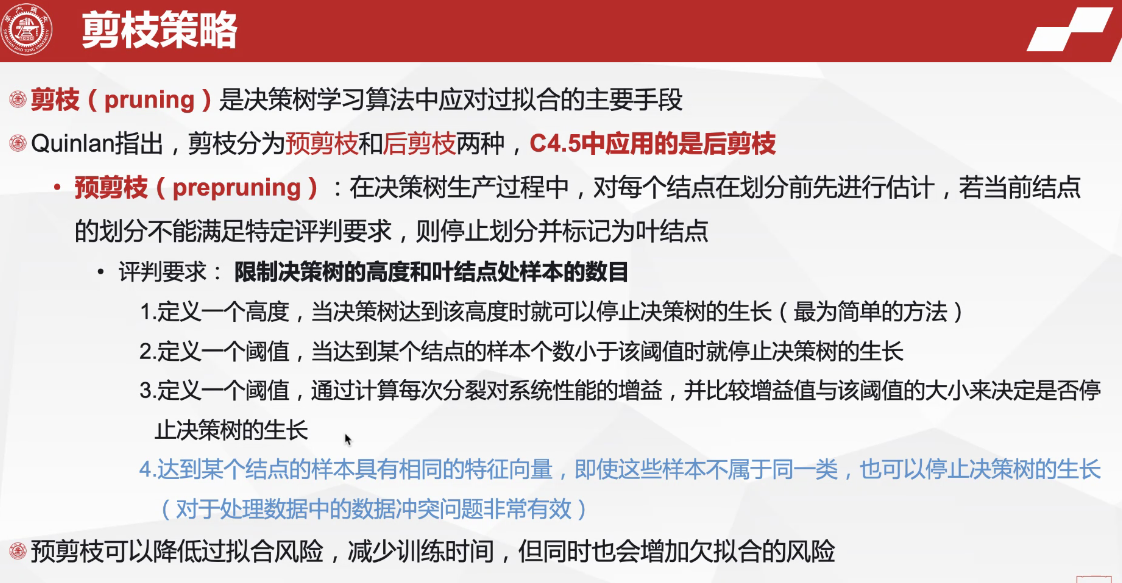 剪枝策略
剪枝（pruning）是决策树学习算法中应对过拟合的主要手段
Quinlan指出，剪枝分为预剪枝和后剪枝两种，C4.5中应用的是后剪枝
• 预剪枝（prepruning）：在决策树生产过程中，对每个结点在划分前先进行估计，若当前结点
的划分不能满足特定评判要求，则停止划分并标记为叶结点
• 评判要求： 限制决策树的高度和叶结点处样本的数目
1.定义一个高度，当决策树达到该高度时就可以停止决策树的生长（最为简单的方法）
2.定义一个阈值，当达到某个结点的样本个数小于该阈值时就停止决策树的生长
3.定义一个阈值，通过计算每次分裂对系统性能的增益，并比较增益值与该阈值的大小来决定是否停
止决策树的生长
4.达到某个结点的样本具有相同的特征向量，即使这些样本不属于同一类，也可以停止决策树的生长
（对于处理数据中的数据冲突问题非常有效）
预剪枝可以降低过拟合风险，减少训练时间，但同时也会增加欠拟合的风险